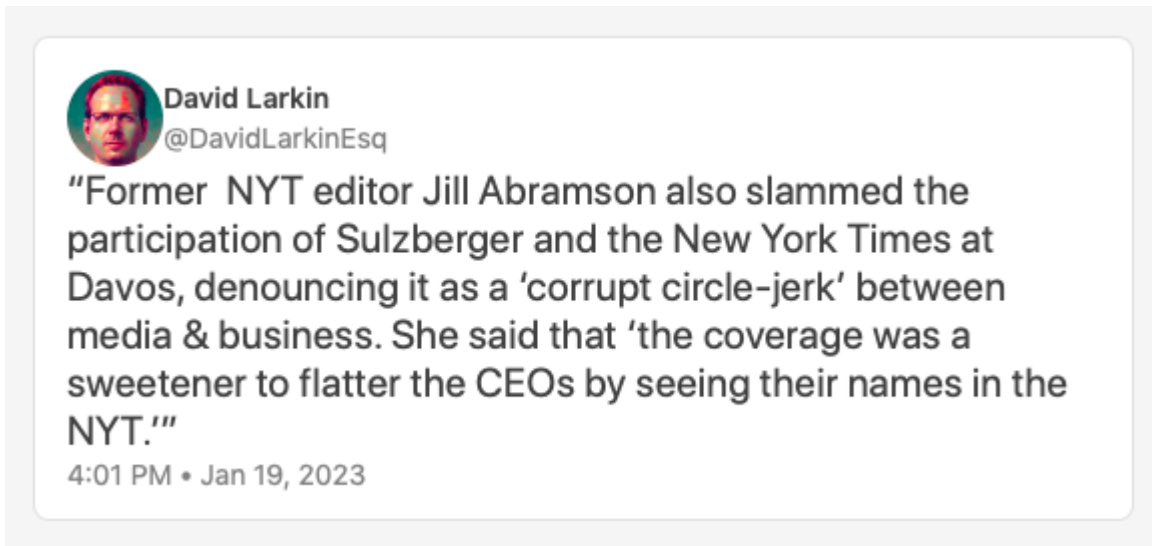 David Larkin
@DavidLarkinEsq
“Former  NYT editor Jill Abramson also slammed the
participation of Sulzberger and the New York Times at
Davos, denouncing it as a ‘corrupt circle-jerk’ between
media & business. She said that ‘the coverage was a
sweetener to flatter the CEOs by seeing their names in the
NYT.’”
4:01 PM • Jan 19, 2023